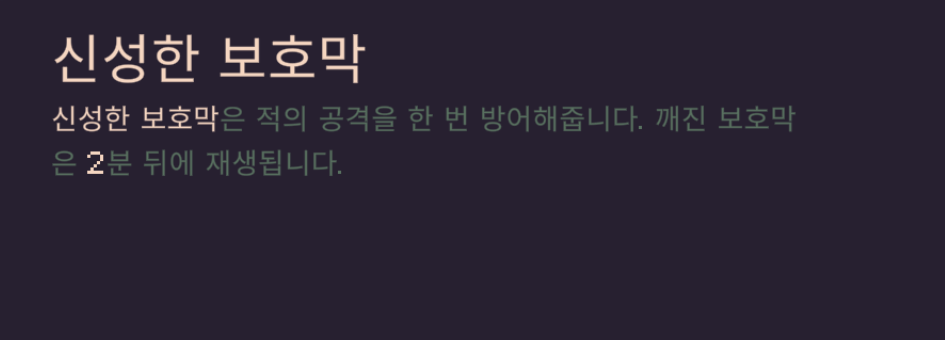 신성한 보호막
신성한 보호막은 적의 공격을 한 번 방어해줍니다. 깨진 보호막
은 2분 뒤에 재생됩니다.